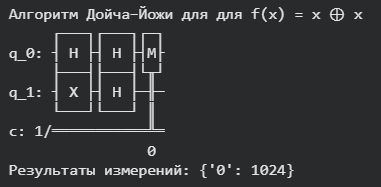 Алгоритм Дойча-Йожи для для f(x) = x ⊕ x
     ┌───┐┌───┐┌─┐
q_0: ┤ H ├┤ H ├┤M├
     ├───┤├───┤└╥┘
q_1: ┤ X ├┤ H ├─╫─
     └───┘└───┘ ║
c: 1/═══════════╩═
                0
Результаты измерений: {'0': 1024}